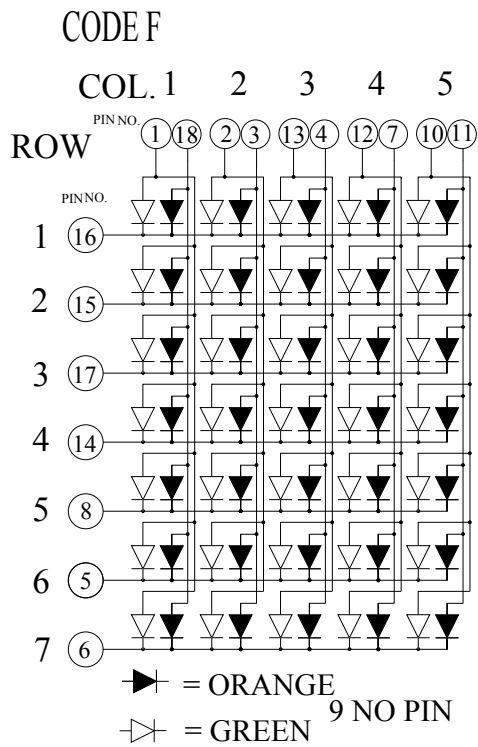 CODE F
COL. 1 2 3 4 5
PIN NO. 1 18 2 3 13 4 12 7 10 11
ROW
PIN NO.
1 16
2 15
3 17
4 14
5 8
6 5
7 6
= ORANGE
9 NO PIN
= GREEN